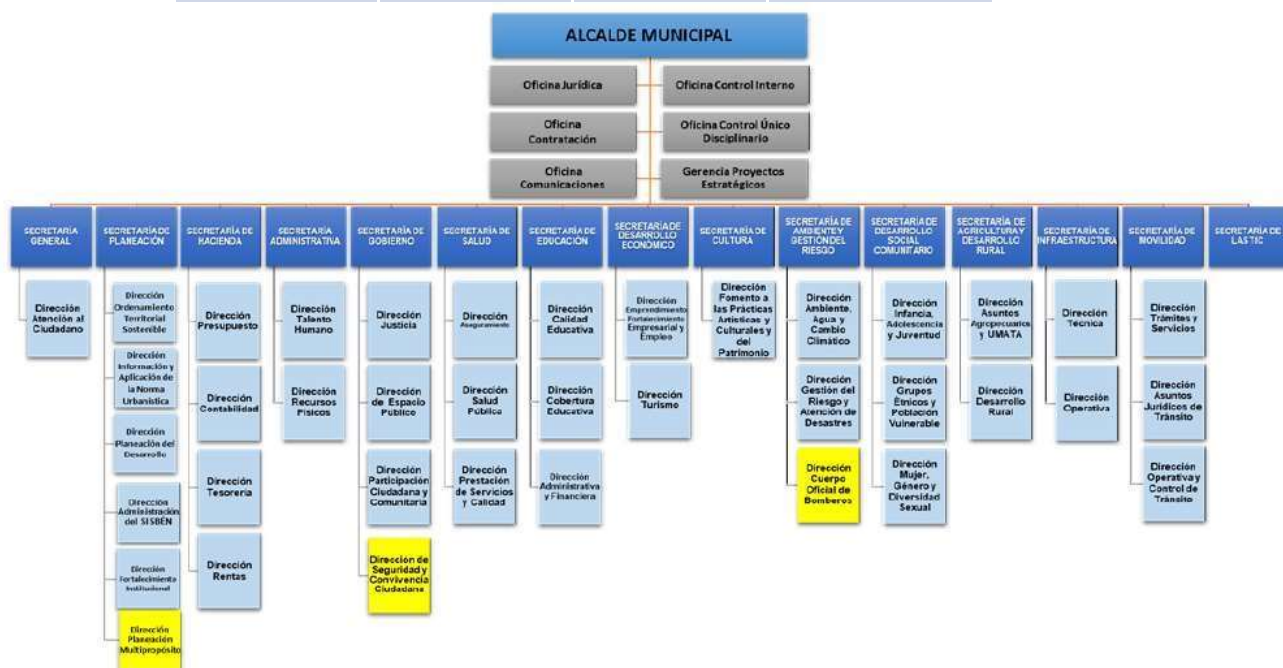 ALCALDE MUNICIPAL
Oficina Jurídica
Oficina Control Interno
Oficina
Contratación
Oficina Control Único
Disciplinario
Oficina
Comunicaciones
Gerencia Proyectos
Estratégicos
SECRETARÍA
GENERAL
SECRETARÍA DE
PLANEACIÓN
SECRETARÍA DE
HACIENDA
SECRETARÍA
ADMINISTRATIVA
SECRETARÍA DE
GOBIERNO
SECRETARÍA DE
SALUD
SECRETARÍA DE
EDUCACIÓN
SECRETARÍA DE
DESARROLLO
ECONÓMICO
SECRETARÍA DE
CULTURA
SECRETARÍA DE
AMBIENTE Y
GESTIÓN DEL
RIESGO
SECRETARÍA DE
DESARROLLO
SOCIAL
COMUNITARIO
SECRETARÍA DE
AGRICULTURA Y
DESARROLLO
RURAL
SECRETARÍA DE
INFRAESTRUCTURA
SECRETARÍA DE
MOVILIDAD
SECRETARÍA DE
LAS TIC
Dirección
Atención al
Ciudadano
Dirección
Ordenamiento
Territorial
Sostenible
Dirección
Información y
Aplicación de
la Norma
Urbanística
Dirección
Planeación del
Desarrollo
Dirección
Administración
del SISBÉN
Dirección
Fortalecimiento
Institucional
Dirección
Planeación
Multipropósito
Dirección
Presupuesto
Dirección
Contabilidad
Dirección
Tesorería
Dirección
Rentas
Dirección
Talento
Humano
Dirección
Recursos
Físicos
Dirección
Justicia
Dirección
de Espacio
Público
Dirección
Participación
Ciudadana y
Comunitaria
Dirección de
Seguridad y
Convivencia
Ciudadana
Dirección
Aseguramiento
Dirección
Salud
Pública
Dirección
Prestación
de Servicios
y Calidad
Dirección
Calidad
Educativa
Dirección
Cobertura
Educativa
Dirección
Administrativa
y Financiera
Dirección
Emprendimiento
Fortalecimiento
Empresarial y
Empleo
Dirección
Turismo
Dirección
Fomento a
las Prácticas
Artísticas y
Culturales y
del
Patrimonio
Dirección
Ambiente,
Agua y
Cambio
Climático
Dirección
Gestión del
Riesgo y
Atención de
Desastres
Dirección
Cuerpo
Oficial de
Bomberos
Dirección
Infancia,
Adolescencia
y Juventud
Dirección
Grupos
Étnicos y
Población
Vulnerable
Dirección
Mujer,
Género y
Diversidad
Sexual
Dirección
Asuntos
Agropecuarios
y UMATA
Dirección
Desarrollo
Rural
Dirección
Técnica
Dirección
Operativa
Dirección
Trámites y
Servicios
Dirección
Asuntos
Jurídicos de
Tránsito
Dirección
Operativa y
Control de
Tránsito